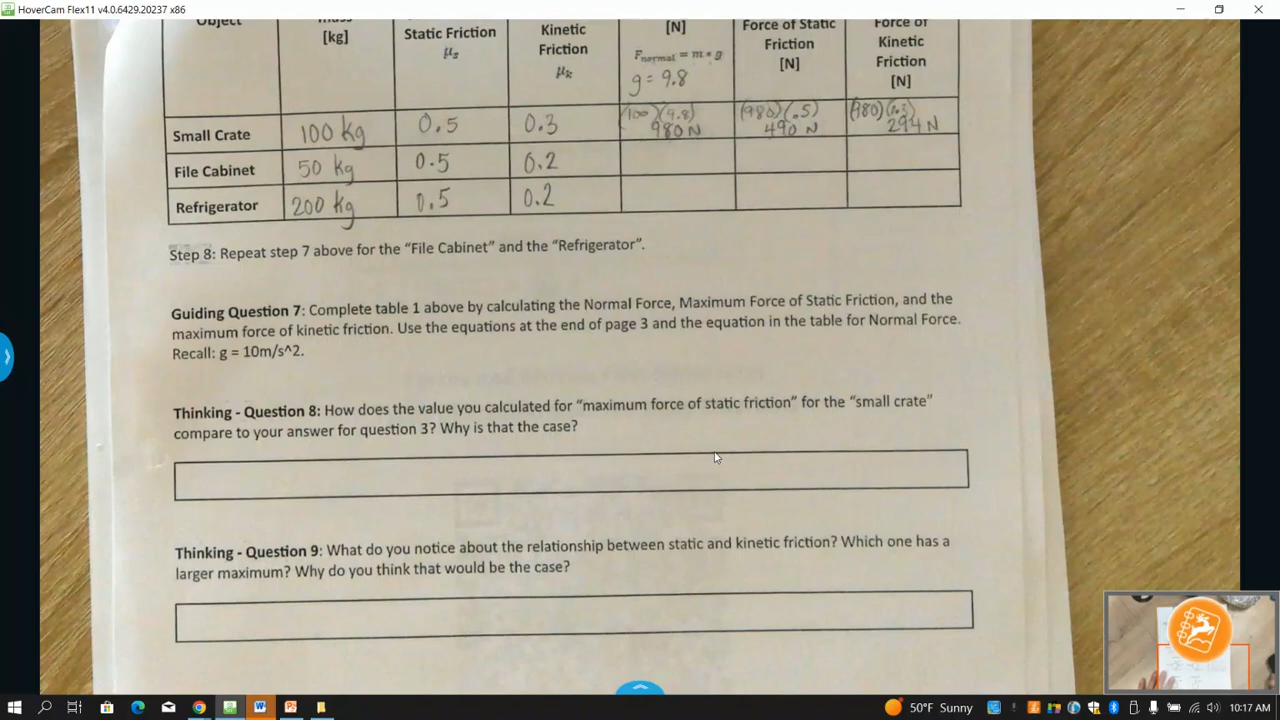 HoverCam Flex11 v4.0.6429.20237 x86
Object
mass
[kg]
Static Friction
μs
Kinetic
Friction
μk
[N]
Fnormal = m * g
g = 9.8
Force of Static
Friction
[N]
Force of
Kinetic
Friction
[N]
Small Crate 100 kg 0.5 0.3 (100)(9.8) 980 N (980)(.5) 490 N (980)(0.3) 294 N
File Cabinet 50 kg 0.5 0.2
Refrigerator 200 kg 0.5 0.2
Step 8: Repeat step 7 above for the “File Cabinet” and the “Refrigerator”.
Guiding Question 7: Complete table 1 above by calculating the Normal Force, Maximum Force of Static Friction, and the
maximum force of kinetic friction. Use the equations at the end of page 3 and the equation in the table for Normal Force.
Recall: g = 10m/s^2.
Thinking - Question 8: How does the value you calculated for “maximum force of static friction” for the “small crate”
compare to your answer for question 3? Why is that the case?
Thinking - Question 9: What do you notice about the relationship between static and kinetic friction? Which one has a
larger maximum? Why do you think that would be the case?
50°F Sunny
10:17 AM